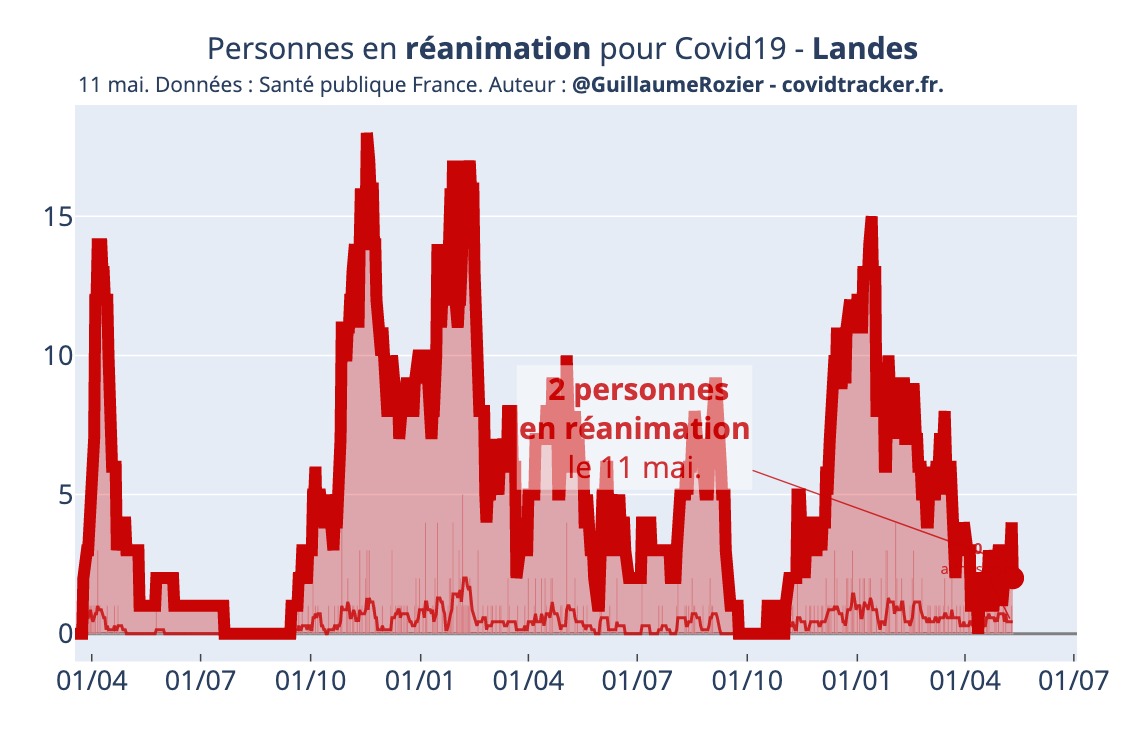 Personnes en réanimation pour Covid19 - Landes
11 mai. Données : Santé publique France. Auteur : @GuillaumeRozier - covidtracker.fr.
15
10
5
0
2 personnes
en réanimation
le 11 mai.
01/04
01/07
01/10
01/01
01/04
01/07
01/10
01/01
01/04
01/07